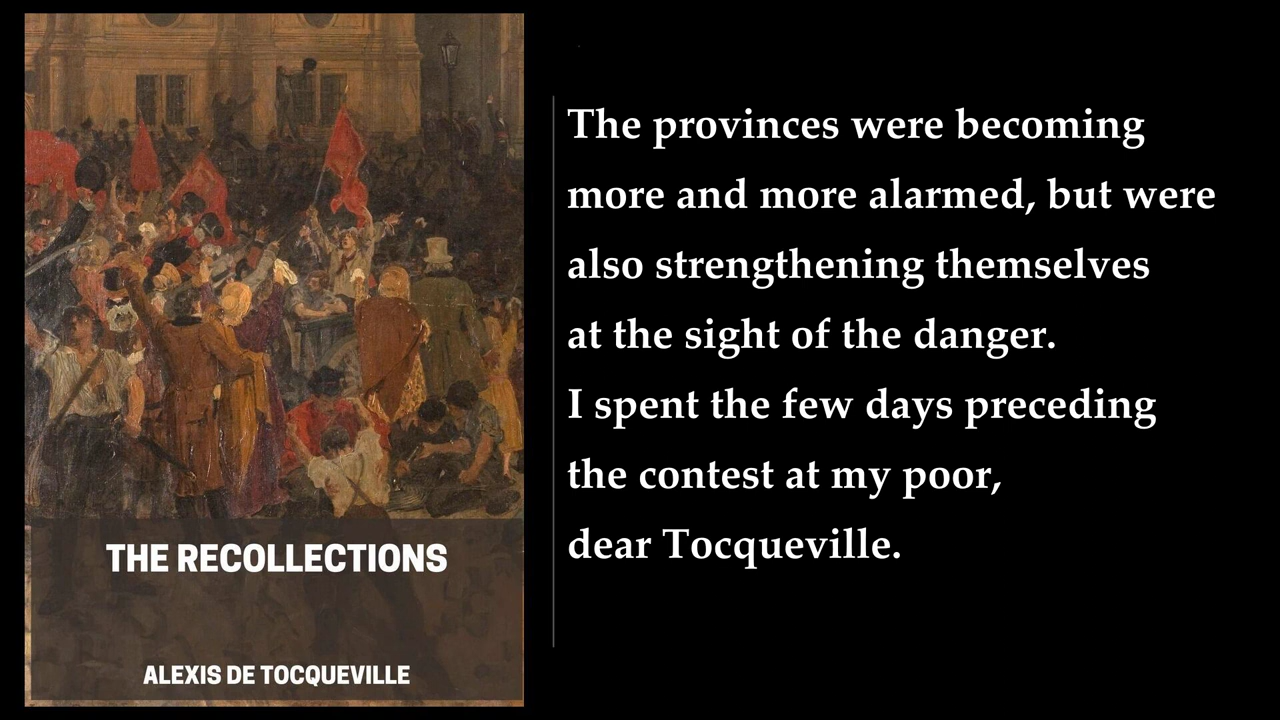 THE RECOLLECTIONS
ALEXIS DE TOCQUEVILLE
The provinces were becoming
more and more alarmed, but were
also strengthening themselves
at the sight of the danger.
I spent the few days preceding
the contest at my poor,
dear Tocqueville.